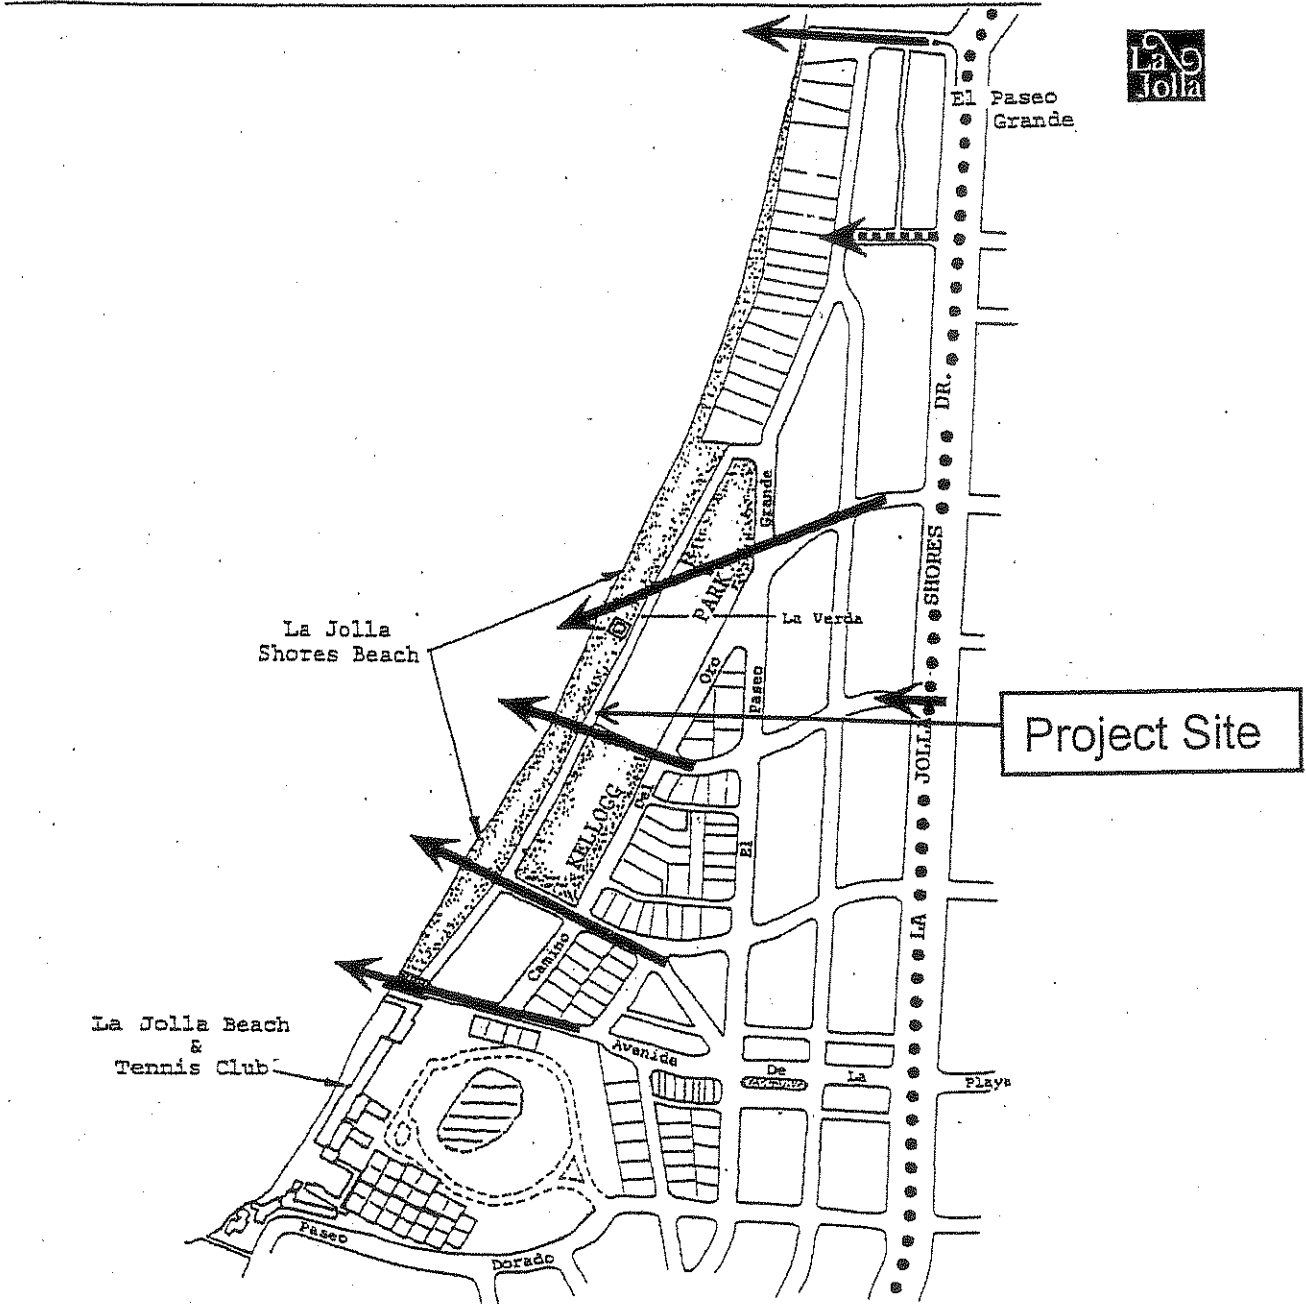 La
Jolla
El Paseo
Grande
DR.
SHORES
JOLLA
LA
Grande
PARK
La Verda
La Jolla
Shores Beach
Oro
Paseo
Project Site
KELLOGG
Del
El
Camino
La Jolla Beach
&
Tennis Club
Avenida
De
La
Playa
Paseo
Dorado